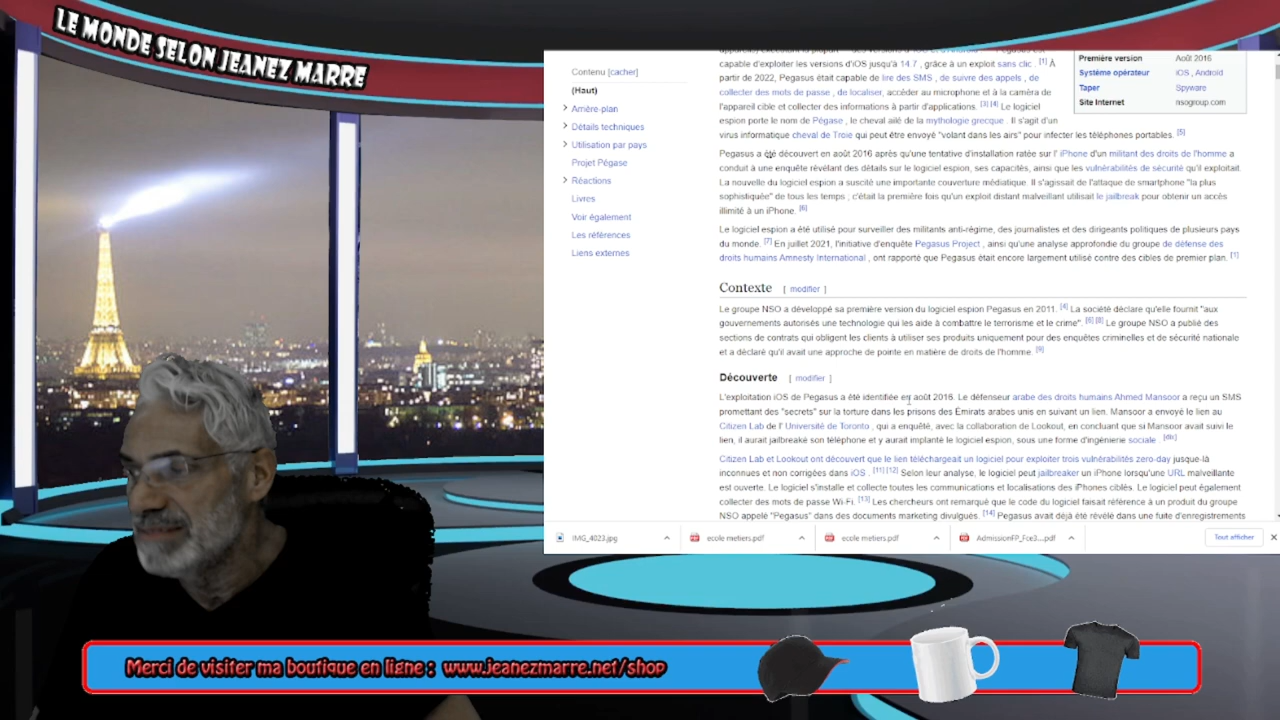 LE MONDE SELON JEANEZ MARRE
Contenu [cacher]
(Haut)
Arrière-plan
Détails techniques
Utilisation par pays
Projet Pégase
Réactions
Livres
Voir également
Les références
Liens externes
capable d'exploiter les versions d'iOS jusqu'à 14.7 , grâce à un exploit sans clic . [1] À
partir de 2022, Pegasus était capable de lire des SMS , de suivre des appels , de
collecter des mots de passe , de localiser, accéder au microphone et à la caméra de
l'appareil cible et collecter des informations à partir d'applications. [3] [4] Le logiciel
espion porte le nom de Pégase , le cheval ailé de la mythologie grecque . Il s'agit d'un
virus informatique cheval de Troie qui peut être envoyé "volant dans les airs" pour infecter les téléphones portables. [5]
Première version Août 2016
Système opérateur iOS , Android
Taper Spyware
Site Internet nsogroup.com
Pegasus a été découvert en août 2016 après qu'une tentative d'installation ratée sur l' iPhone d'un militant des droits de l'homme a
conduit à une enquête révélant des détails sur le logiciel espion, ses capacités, ainsi que les vulnérabilités de sécurité qu'il exploitait.
La nouvelle du logiciel espion a suscité une importante couverture médiatique. Il s'agissait de l'attaque de smartphone "la plus
sophistiquée" de tous les temps ; c'était la première fois qu'un exploit distant malveillant utilisait le jailbreak pour obtenir un accès
illimité à un iPhone. [6]
Le logiciel espion a été utilisé pour surveiller des militants anti-régime, des journalistes et des dirigeants politiques de plusieurs pays
du monde. [7] En juillet 2021, l'initiative d'enquête Pegasus Project , ainsi qu'une analyse approfondie du groupe de défense des
droits humains Amnesty International , ont rapporté que Pegasus était encore largement utilisé contre des cibles de premier plan. [1]
Contexte [ modifier ]
Le groupe NSO a développé sa première version du logiciel espion Pegasus en 2011. [4] La société déclare qu'elle fournit "aux
gouvernements autorisés une technologie qui les aide à combattre le terrorisme et le crime". [6] [8] Le groupe NSO a publié des
sections de contrats qui obligent les clients à utiliser ses produits uniquement pour des enquêtes criminelles et de sécurité nationale
et a déclaré qu'il avait une approche de pointe en matière de droits de l'homme. [9]
Découverte [ modifier ]
L'exploitation iOS de Pegasus a été identifiée en août 2016. Le défenseur arabe des droits humains Ahmed Mansoor a reçu un SMS
promettant des "secrets" sur la torture dans les prisons des Émirats arabes unis en suivant un lien. Mansoor a envoyé le lien au
Citizen Lab de l' Université de Toronto , qui a enquêté, avec la collaboration de Lookout, en concluant que si Mansoor avait suivi le
lien, il aurait jailbreaké son téléphone et y aurait implanté le logiciel espion, sous une forme d'ingénierie sociale . [dix]
Citizen Lab et Lookout ont découvert que le lien téléchargeait un logiciel pour exploiter trois vulnérabilités zero-day jusque-là
inconnues et non corrigées dans iOS . [11] [12] Selon leur analyse, le logiciel peut jailbreaker un iPhone lorsqu'une URL malveillante
est ouverte. Le logiciel s'installe et collecte toutes les communications et localisations des iPhones ciblés. Le logiciel peut également
collecter des mots de passe Wi-Fi. [13] Les chercheurs ont remarqué que le code du logiciel faisait référence à un produit du groupe
NSO appelé "Pegasus" dans des documents marketing divulgués. [14] Pegasus avait déjà été révélé dans une fuite d'enregistrements
IMG_4023.jpg
ecole metiers.pdf
ecole metiers.pdf
AdmissionFP_Fce3....pdf
Tout afficher
Merci de visiter ma boutique en ligne : www.jeanezmarre.net/shop